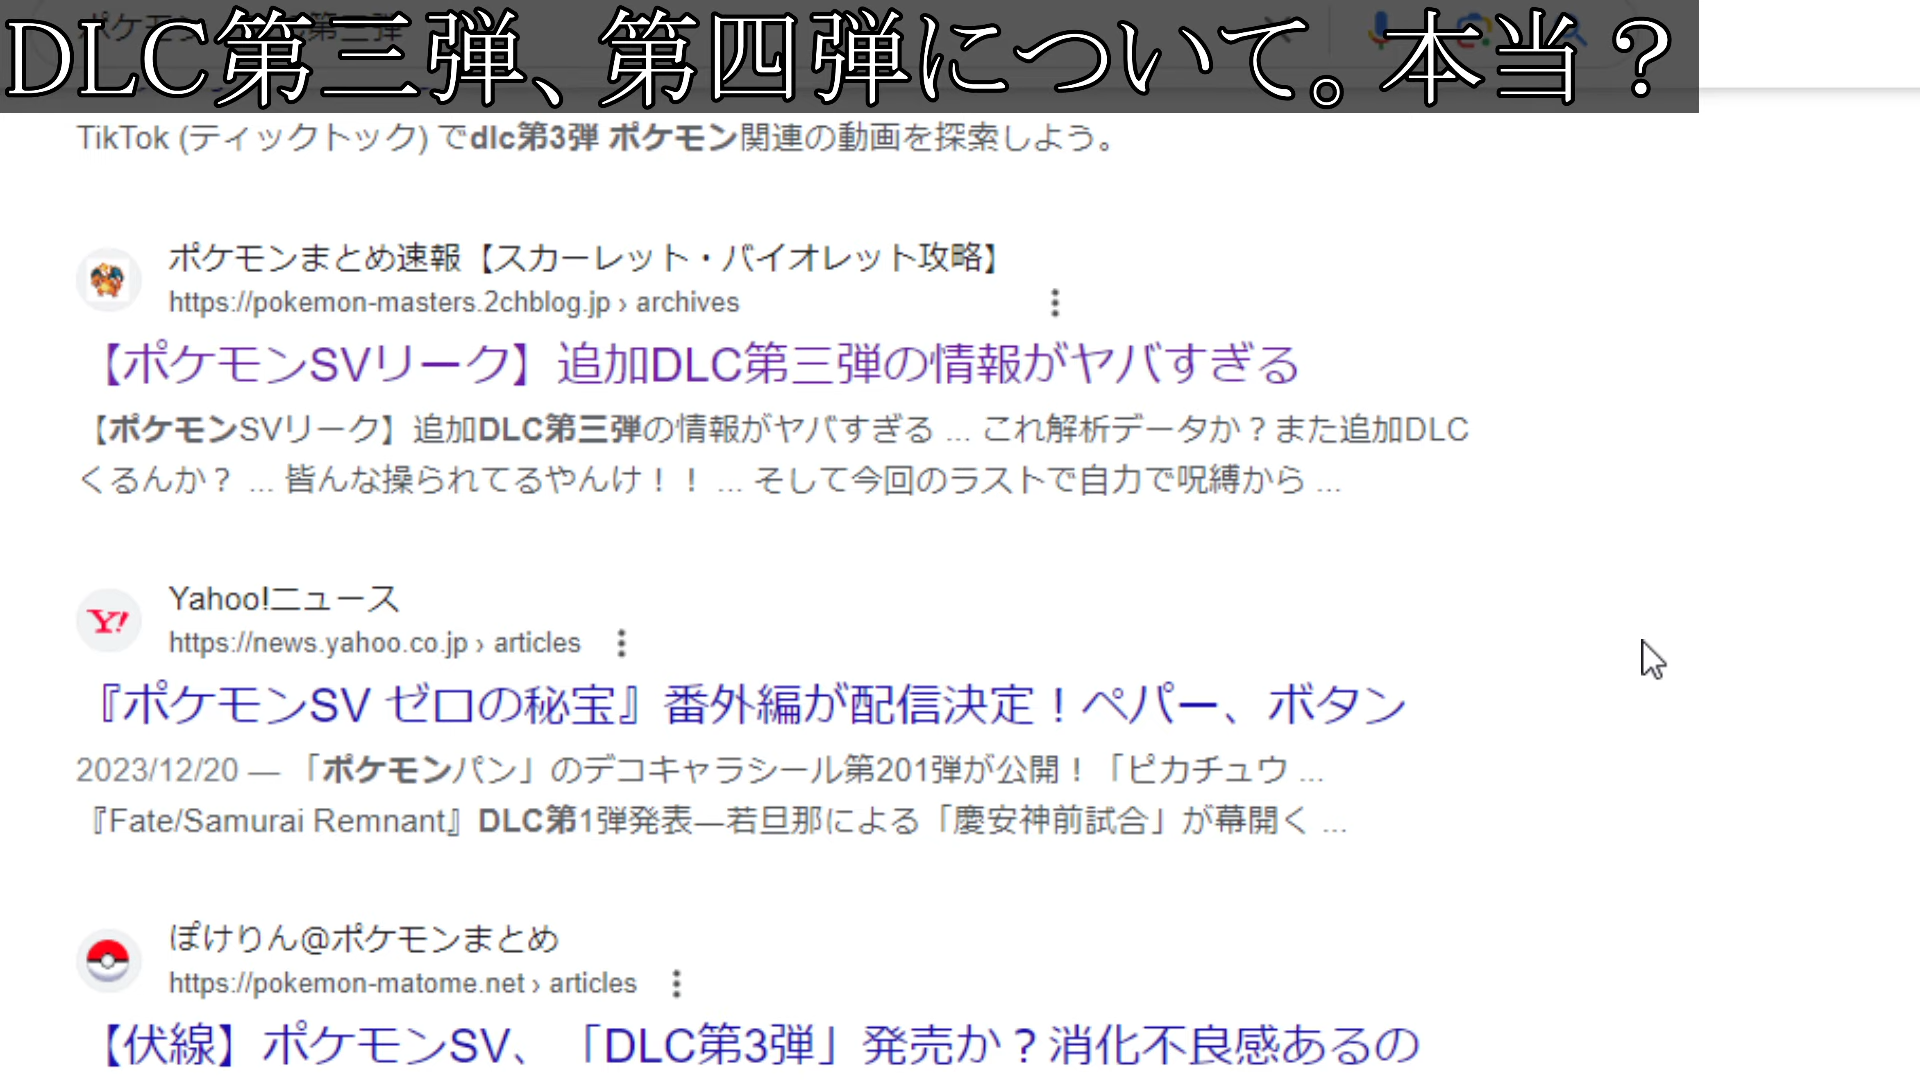 DLC第三弾、第四弾について。本当？
TikTok (ティックトック) でdlc第3弾 ポケモン関連の動画を探索しよう。
ポケモンまとめ速報【スカーレット・バイオレット攻略】
https://pokemon-masters.2chblog.jp › archives
【ポケモンSVリーク】追加DLC第三弾の情報がヤバすぎる
【ポケモンSVリーク】追加DLC第三弾の情報がヤバすぎる ... これ解析データか？また追加DLC
くるんか？ ... 皆んな操られてるやんけ！！ ... そして今回のラストで自力で呪縛から ...
Yahoo!ニュース
https://news.yahoo.co.jp › articles
『ポケモンSV ゼロの秘宝』番外編が配信決定！ペパー、ボタン
2023/12/20 — 「ポケモンパン」のデコキャラシール第201弾が公開！「ピカチュウ ...
『Fate/Samurai Remnant』DLC第1弾発表―若旦那による「慶安神前試合」が幕開く ...
ぽけりん@ポケモンまとめ
https://pokemon-matome.net › articles
【伏線】ポケモンSV、「DLC第3弾」発売か？消化不良感あるの